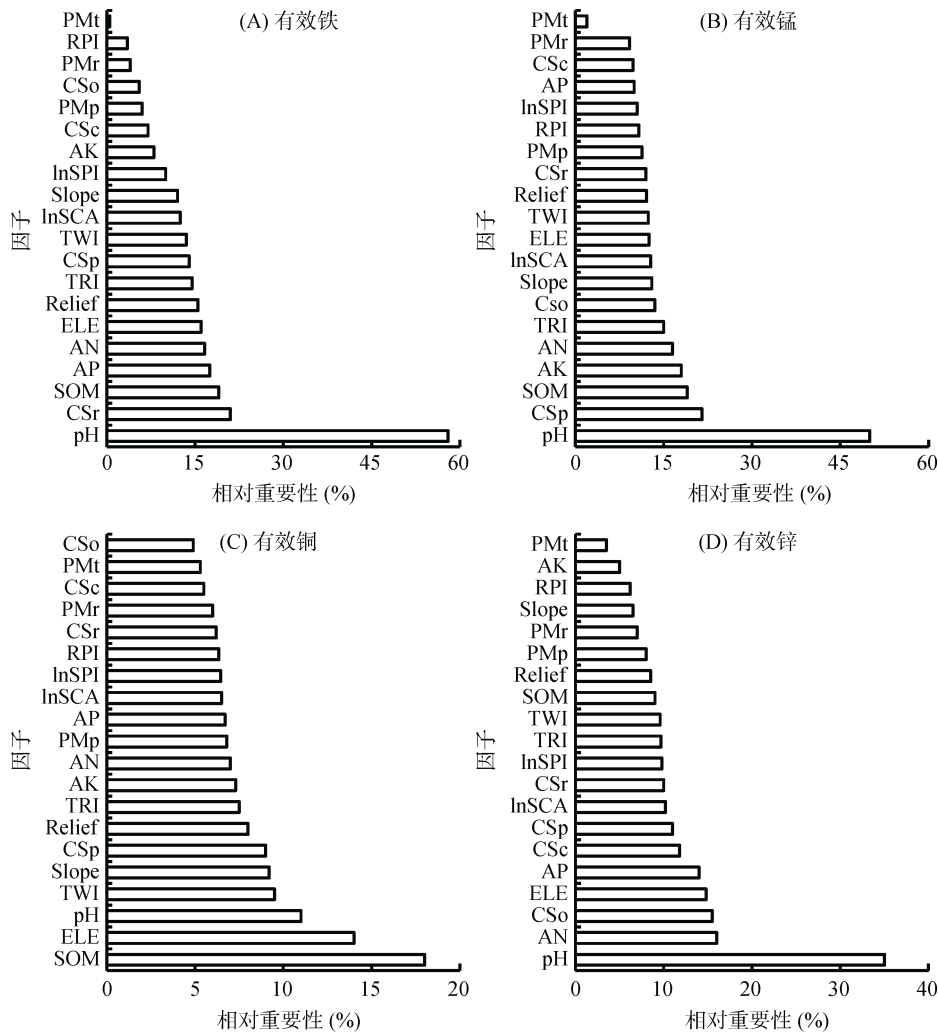 (A) 有效铁
PMt
RPI
PMr
CSo
PMp
CSc
AK
lnSPI
Slope
lnSCA
TWI
CSp
TRI
Relief
ELE
AN
AP
SOM
CSr
pH
因子
0 15 30 45 60
相对重要性 (%)
(B) 有效锰
PMt
PMr
CSc
AP
lnSPI
RPI
PMp
CSr
Relief
TWI
ELE
lnSCA
Slope
Cso
TRI
AN
AK
SOM
CSp
pH
因子
0 15 30 45 60
相对重要性 (%)
(C) 有效铜
CSo
PMt
CSc
PMr
CSr
RPI
lnSPI
lnSCA
AP
PMp
AN
AK
TRI
Relief
CSp
Slope
TWI
pH
ELE
SOM
因子
0 5 10 15 20
相对重要性 (%)
(D) 有效锌
PMt
AK
RPI
Slope
PMr
PMp
Relief
SOM
TWI
TRI
lnSPI
CSr
lnSCA
CSp
CSc
AP
ELE
CSo
AN
pH
因子
0 10 20 30 40
相对重要性 (%)